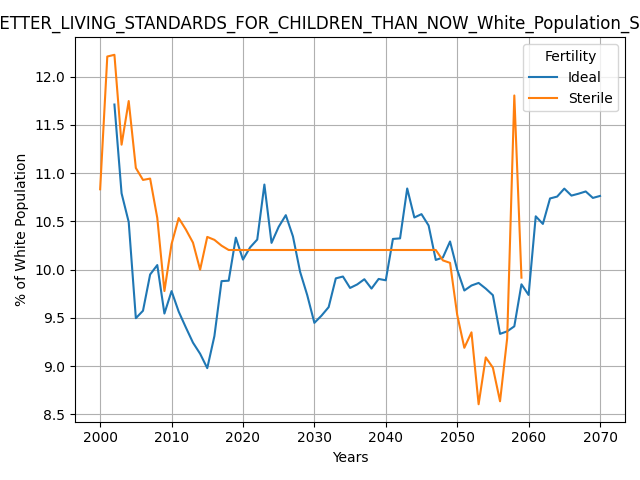 ETTER_LIVING_STANDARDS_FOR_CHILDREN_THAN_NOW_White_Population_S
Fertility
Ideal
Sterile
12.0
11.5
11.0
10.5
10.0
9.5
9.0
8.5
% of White Population
2000 2010 2020 2030 2040 2050 2060 2070
Years